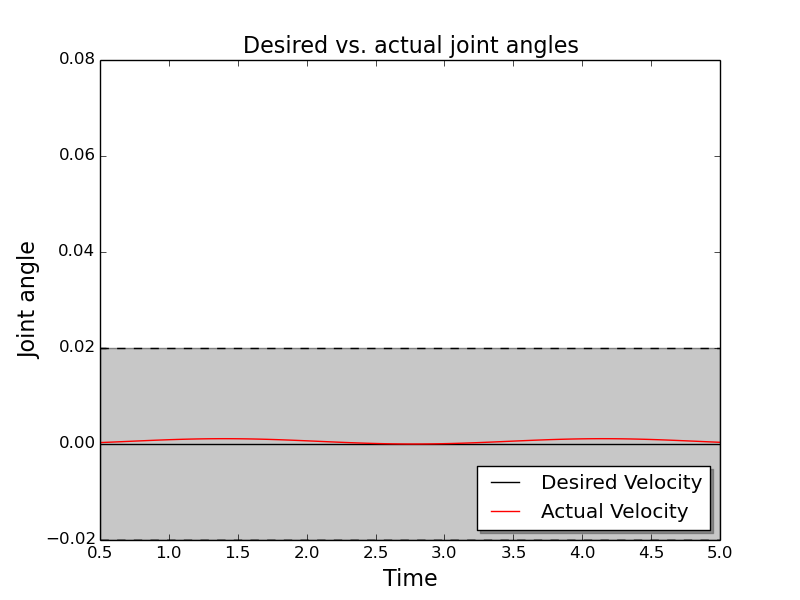 Desired vs. actual joint angles
0.08
0.06
0.04
0.02
0.00
−0.02
Joint angle
Desired Velocity
Actual Velocity
0.5 1.0 1.5 2.0 2.5 3.0 3.5 4.0 4.5 5.0
Time